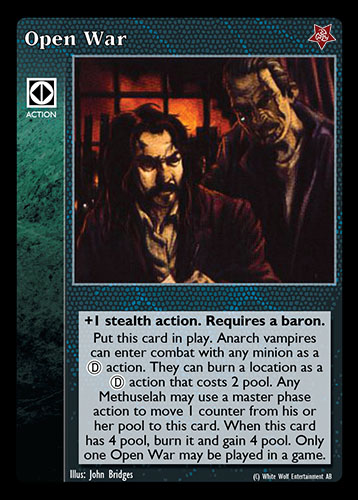 Open War
ACTION
+1 stealth action. Requires a baron.
Put this card in play. Anarch vampires
can enter combat with any minion as a
Ⓓ action. They can burn a location as a
Ⓓ action that costs 2 pool. Any
Methuselah may use a master phase
action to move 1 counter from his or
her pool to this card. When this card
has 4 pool, burn it and gain 4 pool. Only
one Open War may be played in a game.
Illus: John Bridges
(C) White Wolf Entertainment AB